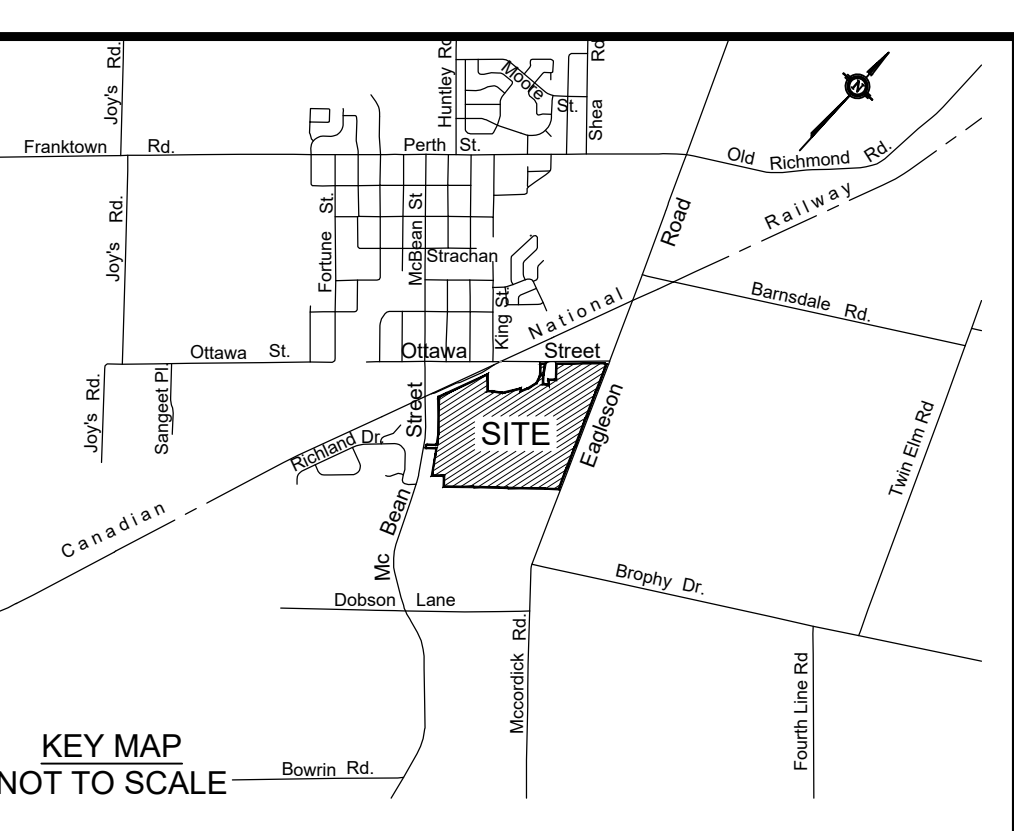 Joy's Rd.
Huntley Rd
Moore St.
Shea Rd
N
Franktown Rd.
Perth St.
Old Richmond Rd.
Joy's Rd.
Fortune St.
McBean St
Strachan
King St.
Road
Canadian National Railway
Barnsdale Rd.
Ottawa St.
Ottawa Street
Joy's Rd.
Sangeet Pl.
Richland Dr.
Mc Bean Street
SITE
Eagleson
Twin Elm Rd
Brophy Dr.
Dobson Lane
Mccordick Rd.
Fourth Line Rd
Bowrin Rd.
KEY MAP
NOT TO SCALE